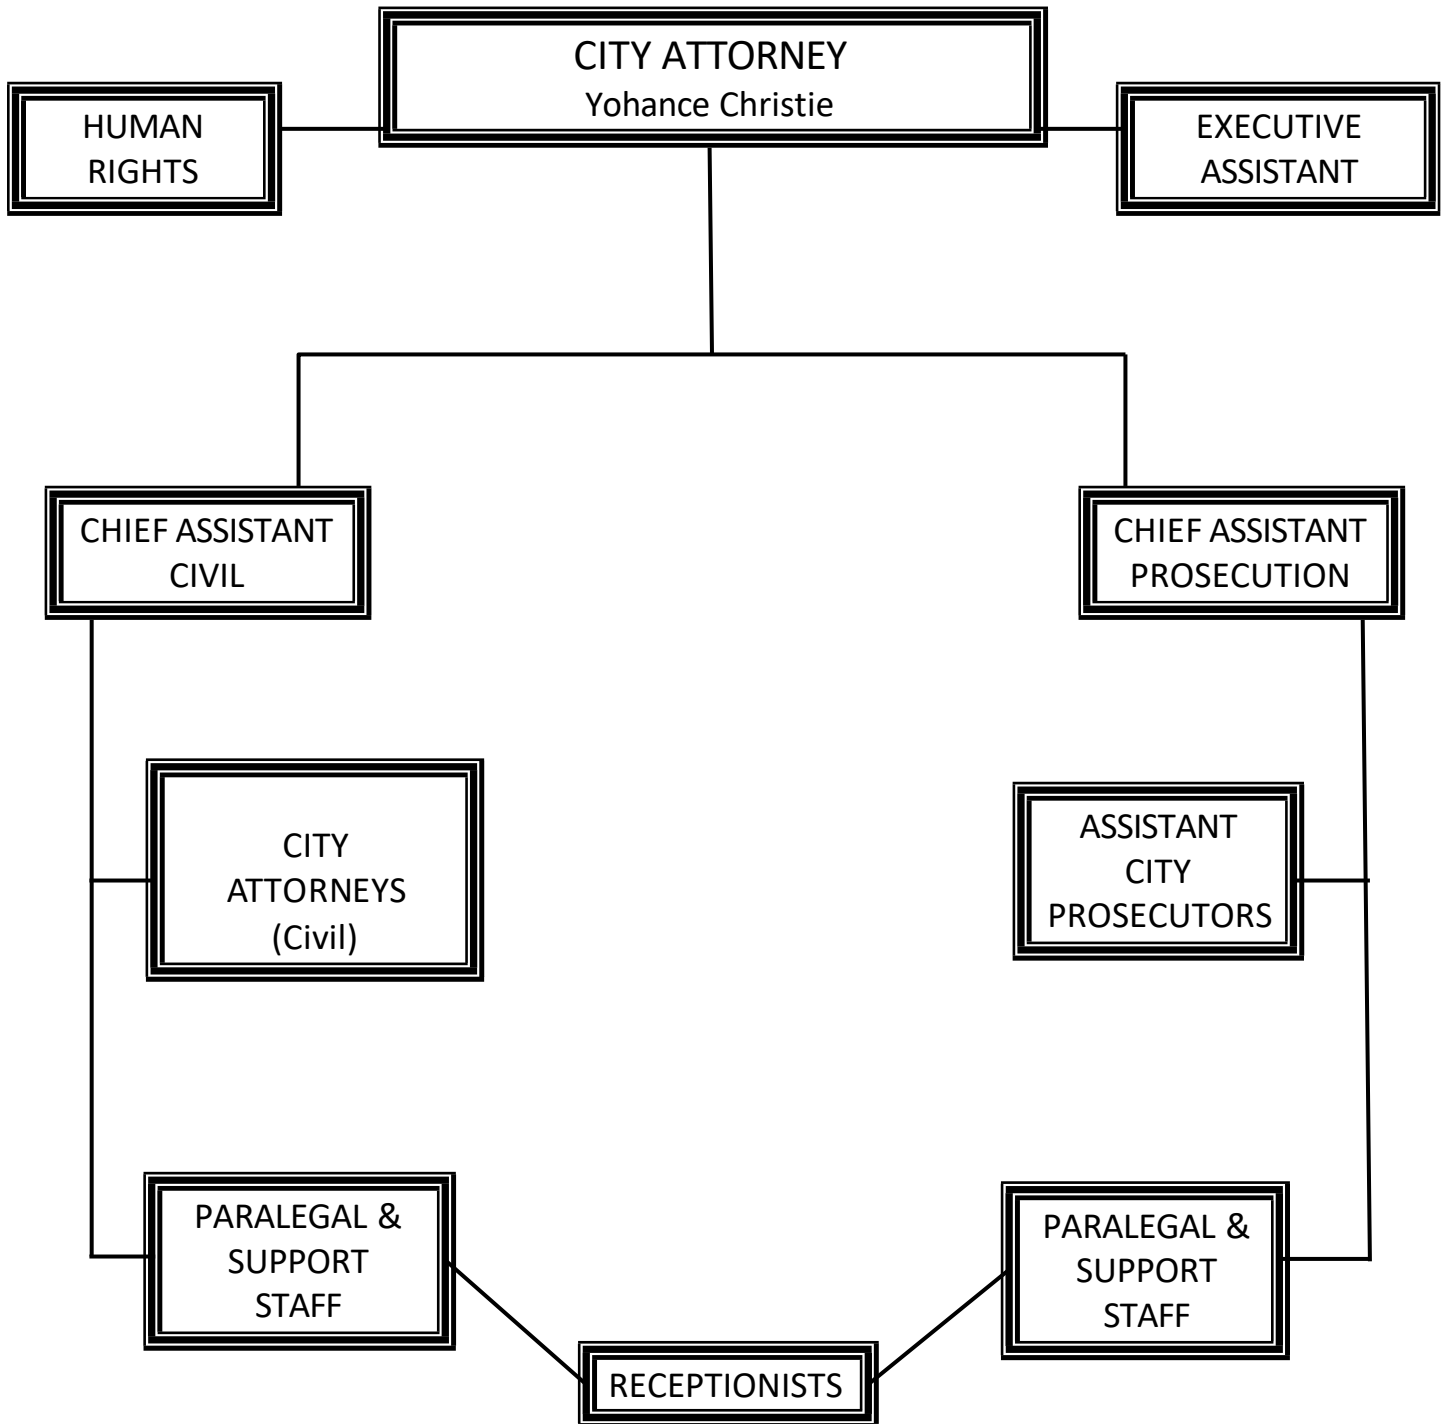 CITY ATTORNEY
Yohance Christie
HUMAN
RIGHTS
EXECUTIVE
ASSISTANT
CHIEF ASSISTANT
CIVIL
CHIEF ASSISTANT
PROSECUTION
CITY
ATTORNEYS
(Civil)
ASSISTANT
CITY
PROSECUTORS
PARALEGAL &
SUPPORT
STAFF
PARALEGAL &
SUPPORT
STAFF
RECEPTIONISTS